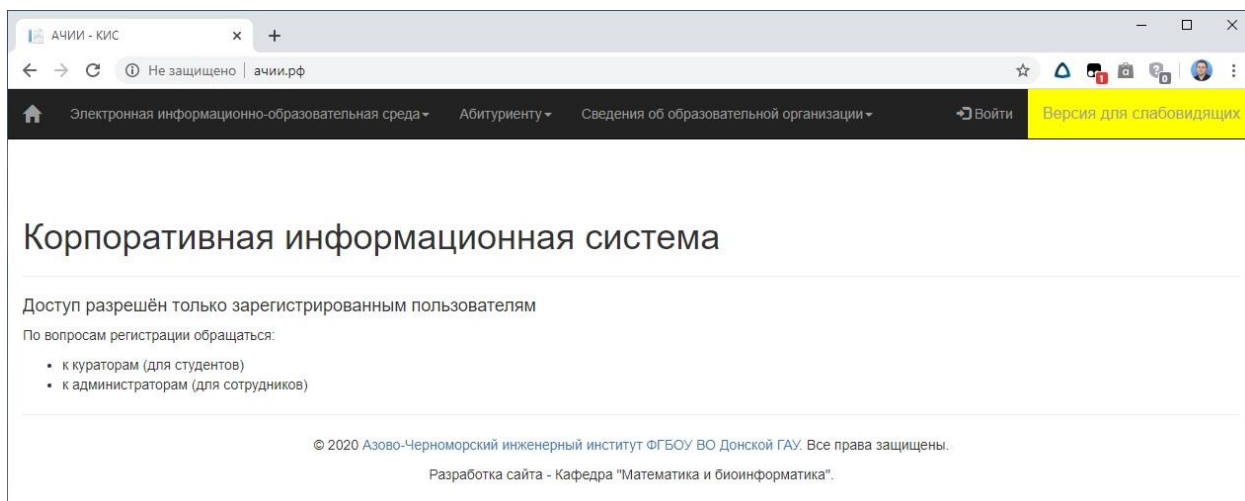 АЧИИ - КИС
Не защищено | ачии.рф
1
0
Электронная информационно-образовательная среда Абитуриенту Сведения об образовательной организации Войти Версия для слабовидящих
Корпоративная информационная система
Доступ разрешён только зарегистрированным пользователям
По вопросам регистрации обращаться:
• к кураторам (для студентов)
• к администраторам (для сотрудников)
© 2020 Азово-Черноморский инженерный институт ФГБОУ ВО Донской ГАУ. Все права защищены.
Разработка сайта - Кафедра "Математика и биоинформатика".